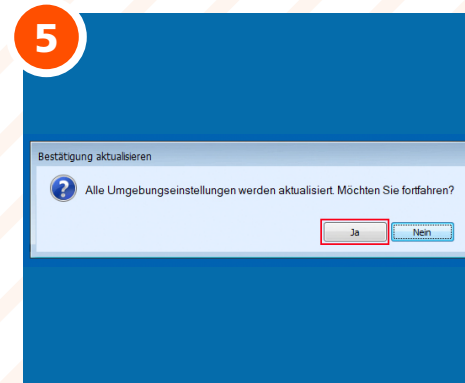 5
Bestätigung aktualisieren
Alle Umgebungseinstellungen werden aktualisiert. Möchten Sie fortfahren?
Ja
Nein